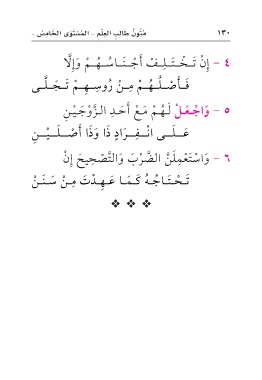 ١٣٠ مُتُونُ طَالِبِ العِلْمِ - المُسْتَوَى الخَامِسُ -
٤ - إِنْ تَخْتَلِفْ أَجْنَاسُهُمْ وَإِلَّا
فَأَصْلُهُمْ مِنْ رُوسِهِمْ تَجَلَّى
٥ - وَاجْعَلْ لَهُمْ مَعْ أَحَدِ الزَّوْجَيْنِ
عَلَى انْفِرَادِ ذَا وَذَا أَصْلَيْنِ
٦ - وَاسْتَعْمِلَنَّ الضَّرْبَ وَالتَّصْحِيحَ إِنْ
تَحْتَاجُهُ كَمَا عَهِدْتَ مِنْ سَنَنْ